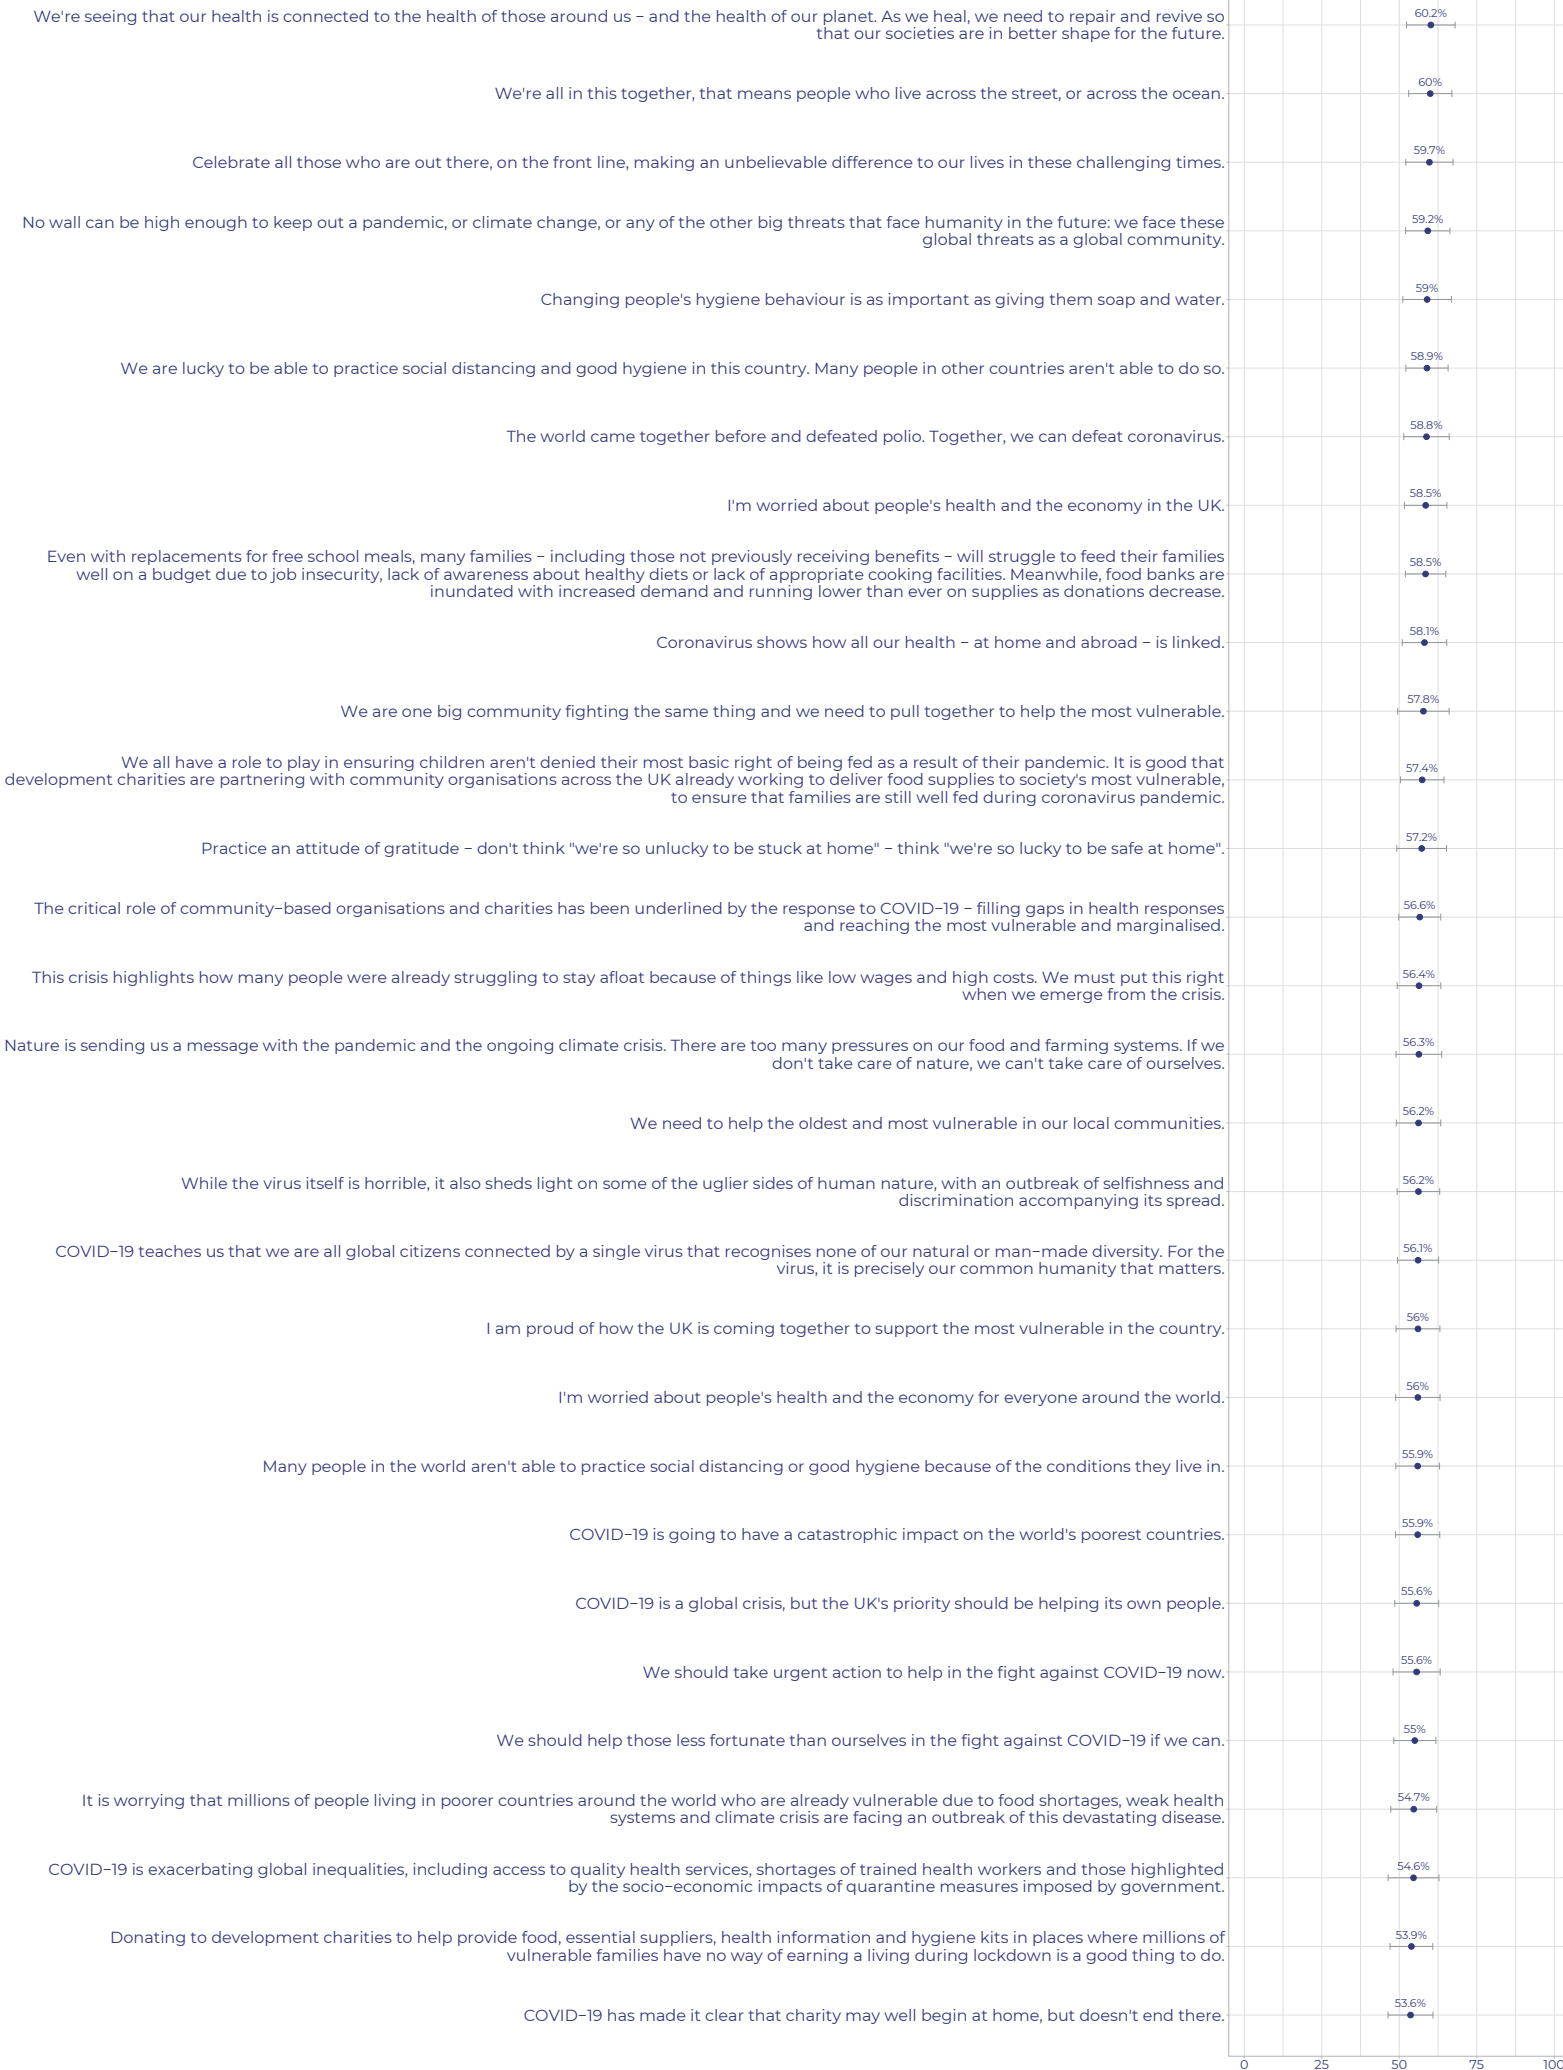 We're seeing that our health is connected to the health of those around us – and the health of our planet. As we heal, we need to repair and revive so
that our societies are in better shape for the future.
60.2%
We're all in this together, that means people who live across the street, or across the ocean.
60%
Celebrate all those who are out there, on the front line, making an unbelievable difference to our lives in these challenging times.
59.7%
No wall can be high enough to keep out a pandemic, or climate change, or any of the other big threats that face humanity in the future: we face these
global threats as a global community.
59.2%
Changing people's hygiene behaviour is as important as giving them soap and water.
59%
We are lucky to be able to practice social distancing and good hygiene in this country. Many people in other countries aren't able to do so.
58.9%
The world came together before and defeated polio. Together, we can defeat coronavirus.
58.8%
I'm worried about people's health and the economy in the UK.
58.5%
Even with replacements for free school meals, many families – including those not previously receiving benefits – will struggle to feed their families
well on a budget due to job insecurity, lack of awareness about healthy diets or lack of appropriate cooking facilities. Meanwhile, food banks are
inundated with increased demand and running lower than ever on supplies as donations decrease.
58.5%
Coronavirus shows how all our health – at home and abroad – is linked.
58.1%
We are one big community fighting the same thing and we need to pull together to help the most vulnerable.
57.8%
We all have a role to play in ensuring children aren't denied their most basic right of being fed as a result of their pandemic. It is good that
development charities are partnering with community organisations across the UK already working to deliver food supplies to society's most vulnerable,
to ensure that families are still well fed during coronavirus pandemic.
57.4%
Practice an attitude of gratitude – don't think "we're so unlucky to be stuck at home" – think "we're so lucky to be safe at home".
57.2%
The critical role of community–based organisations and charities has been underlined by the response to COVID–19 – filling gaps in health responses
and reaching the most vulnerable and marginalised.
56.6%
This crisis highlights how many people were already struggling to stay afloat because of things like low wages and high costs. We must put this right
when we emerge from the crisis.
56.4%
Nature is sending us a message with the pandemic and the ongoing climate crisis. There are too many pressures on our food and farming systems. If we
don't take care of nature, we can't take care of ourselves.
56.3%
We need to help the oldest and most vulnerable in our local communities.
56.2%
While the virus itself is horrible, it also sheds light on some of the uglier sides of human nature, with an outbreak of selfishness and
discrimination accompanying its spread.
56.2%
COVID–19 teaches us that we are all global citizens connected by a single virus that recognises none of our natural or man–made diversity. For the
virus, it is precisely our common humanity that matters.
56.1%
I am proud of how the UK is coming together to support the most vulnerable in the country.
56%
I'm worried about people's health and the economy for everyone around the world.
56%
Many people in the world aren't able to practice social distancing or good hygiene because of the conditions they live in.
55.9%
COVID–19 is going to have a catastrophic impact on the world's poorest countries.
55.9%
COVID–19 is a global crisis, but the UK's priority should be helping its own people.
55.6%
We should take urgent action to help in the fight against COVID–19 now.
55.6%
We should help those less fortunate than ourselves in the fight against COVID–19 if we can.
55%
It is worrying that millions of people living in poorer countries around the world who are already vulnerable due to food shortages, weak health
systems and climate crisis are facing an outbreak of this devastating disease.
54.7%
COVID–19 is exacerbating global inequalities, including access to quality health services, shortages of trained health workers and those highlighted
by the socio–economic impacts of quarantine measures imposed by government.
54.6%
Donating to development charities to help provide food, essential suppliers, health information and hygiene kits in places where millions of
vulnerable families have no way of earning a living during lockdown is a good thing to do.
53.9%
COVID–19 has made it clear that charity may well begin at home, but doesn't end there.
53.6%
0 25 50 75 100